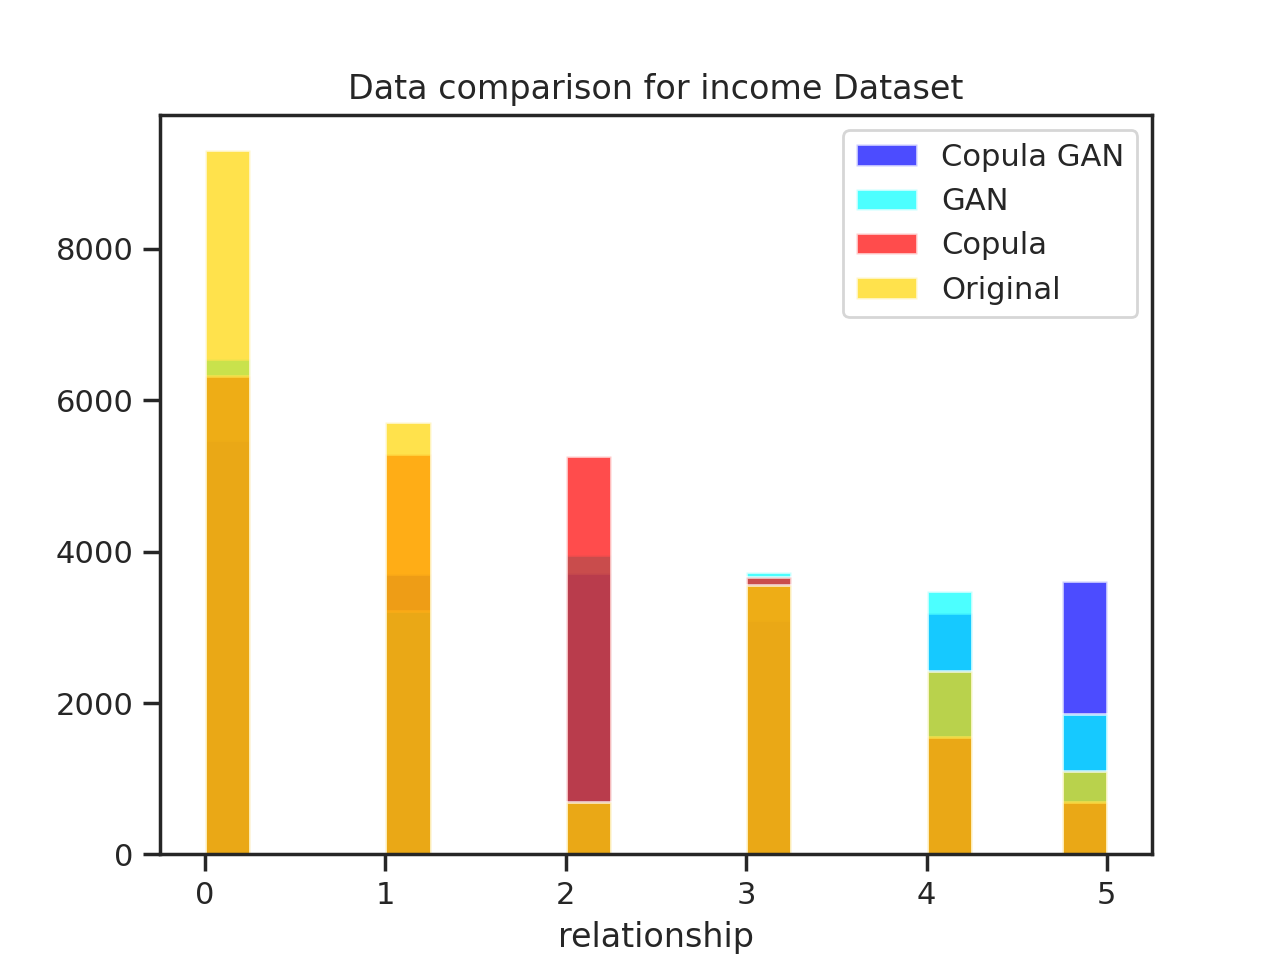 Data comparison for income Dataset
Copula GAN
GAN
Copula
Original
8000
6000
4000
2000
0
0 1 2 3 4 5
relationship